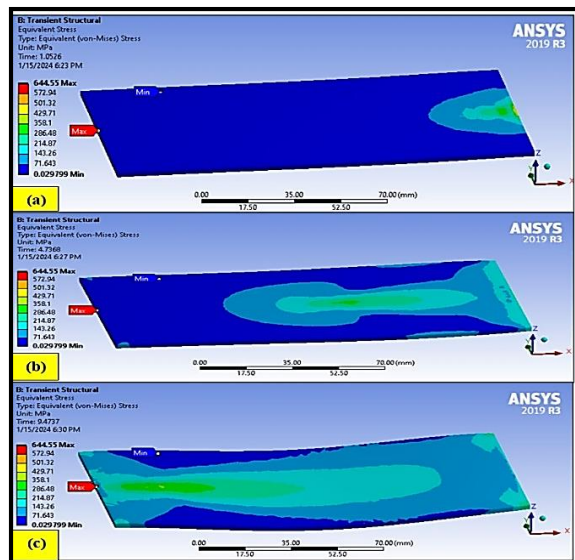 B: Transient Structural
Equivalent Stress
Type: Equivalent (von-Mises) Stress
Unit: MPa
Time: 1.0526
1/15/2024 6:23 PM
ANSYS
2019 R3
644.55 Max
572.94
501.32
429.71
358.1
286.48
214.87
143.26
71.643
0.029799 Min
Min
Max
Z
Y
X
0.00
35.00
70.00 (mm)
17.50
52.50
(a)
B: Transient Structural
Equivalent Stress
Type: Equivalent (von-Mises) Stress
Unit: MPa
Time: 4.7368
1/15/2024 6:27 PM
ANSYS
2019 R3
644.55 Max
572.94
501.32
429.71
358.1
286.48
214.87
143.26
71.643
0.029799 Min
Min
Max
Z
X
0.00
35.00
70.00 (mm)
17.50
52.50
(b)
B: Transient Structural
Equivalent Stress
Type: Equivalent (von-Mises) Stress
Unit: MPa
Time: 9.4737
1/15/2024 6:30 PM
ANSYS
2019 R3
644.55 Max
572.94
501.32
429.71
358.1
286.48
214.87
143.26
71.643
0.029799 Min
Min
Max
Z
X
0.00
35.00
70.00 (mm)
17.50
52.50
(c)